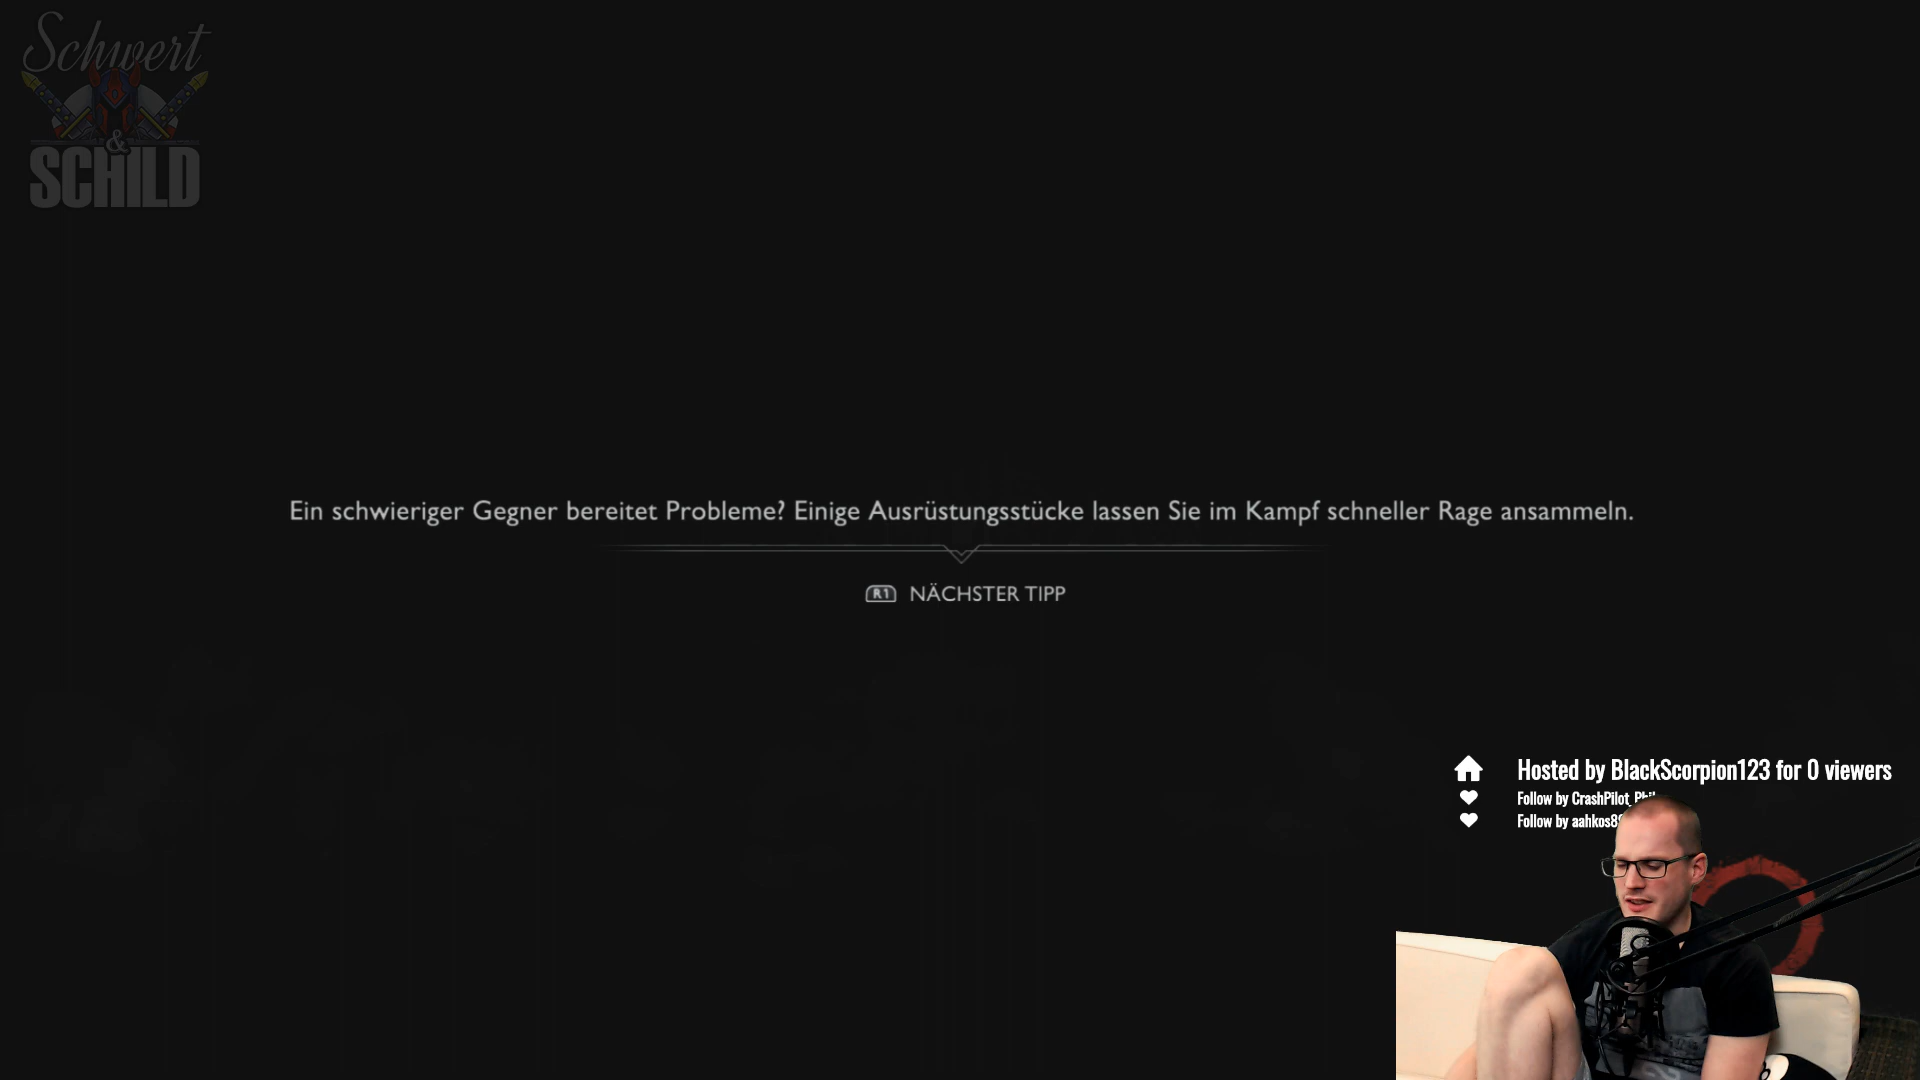 Schwert
&
SCHILD
Ein schwieriger Gegner bereitet Probleme? Einige Ausrüstungsstücke lassen Sie im Kampf schneller Rage ansammeln.
R1 NÄCHSTER TIPP
Hosted by BlackScorpion123 for 0 viewers
Follow by CrashPilot_Phil
Follow by